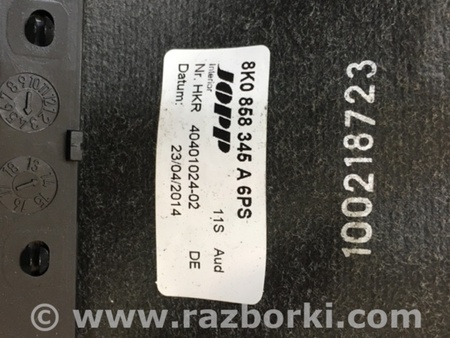 8K0 858 345 A 6PS
JOPP
Interior
11S Aud
Nr. HKR 40401024-02 DE
Datum: 23/04/2014
100218723
www.razborki.com